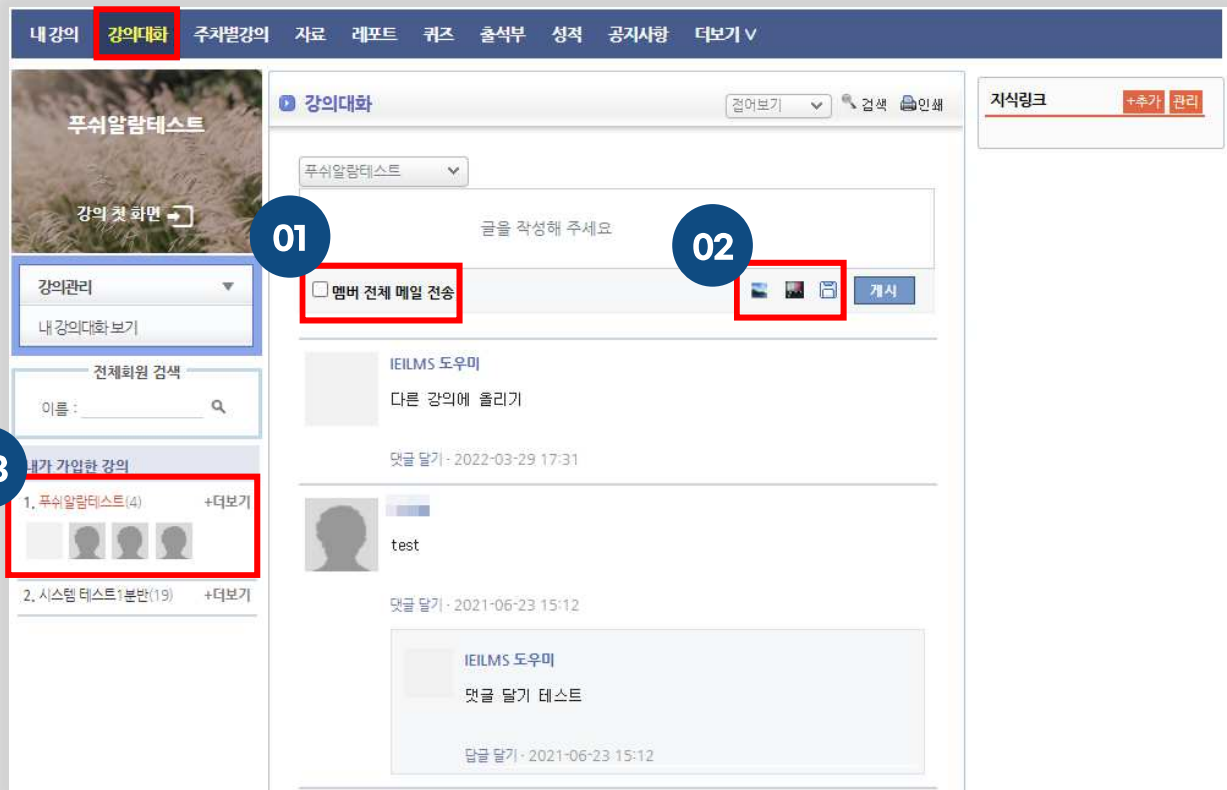 내 강의 강의대화 주차별강의 자료 레포트 퀴즈 출석부 성적 공지사항 더보기 ∨
푸쉬알람테스트
강의 첫 화면
강의관리 ▼
내 강의대화 보기
전체회원 검색
이름 :
내가 가입한 강의
1. 푸쉬알람테스트(4) +더보기
2. 시스템 테스트1분반(19) +더보기
강의대화
접어보기 검색 인쇄
푸쉬알람테스트
글을 작성해 주세요
01
02
3
멤버 전체 메일 전송
게시
IEILMS 도우미
다른 강의에 올리기
댓글 달기 · 2022-03-29 17:31
test
댓글 달기 · 2021-06-23 15:12
IEILMS 도우미
댓글 달기 테스트
답글 달기 · 2021-06-23 15:12
지식링크 +추가 관리